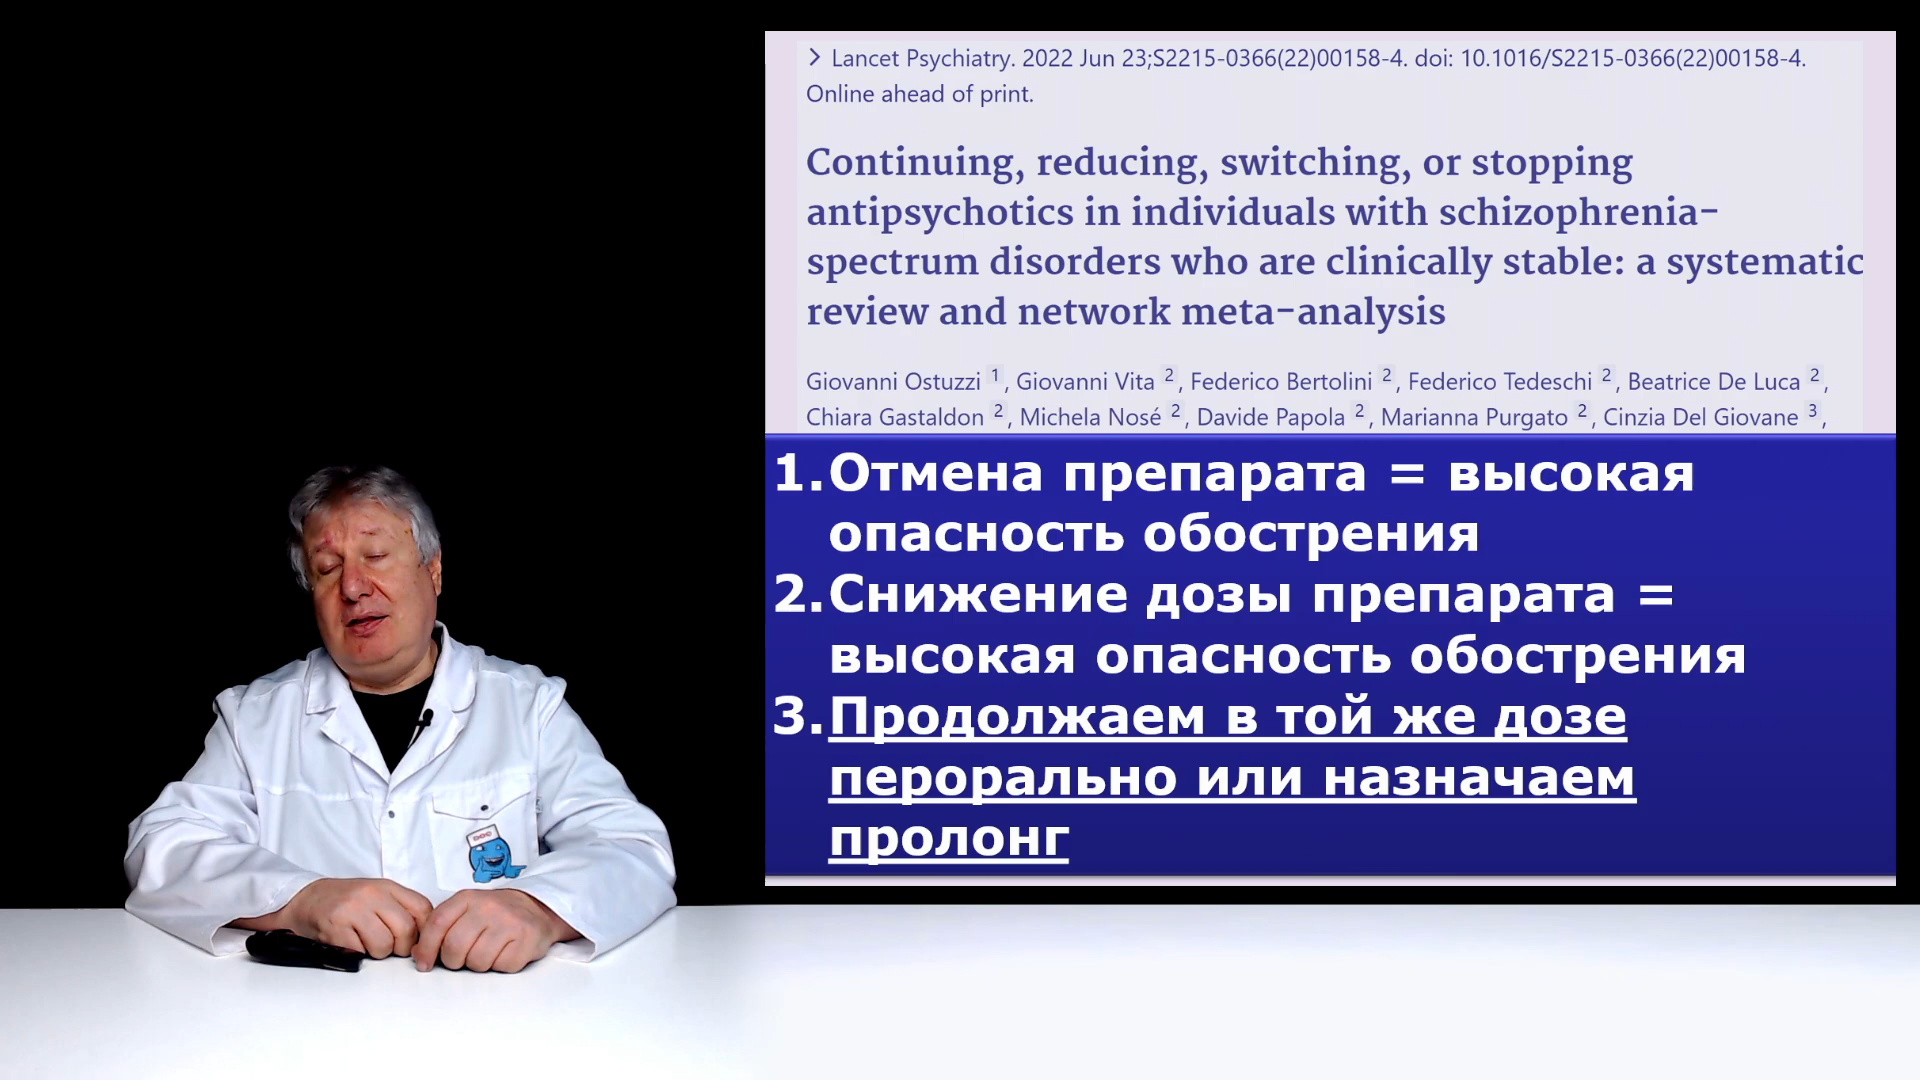 > Lancet Psychiatry. 2022 Jun 23;S2215-0366(22)00158-4. doi: 10.1016/S2215-0366(22)00158-4.
Online ahead of print.
Continuing, reducing, switching, or stopping
antipsychotics in individuals with schizophrenia-
spectrum disorders who are clinically stable: a systematic
review and network meta-analysis
Giovanni Ostuzzi 1, Giovanni Vita 2, Federico Bertolini 2, Federico Tedeschi 2, Beatrice De Luca 2,
Chiara Gastaldon 2, Michela Nosé 2, Davide Papola 2, Marianna Purgato 2, Cinzia Del Giovane 3,
1.Отмена препарата = высокая
опасность обострения
2.Снижение дозы препарата =
высокая опасность обострения
3.Продолжаем в той же дозе
перорально или назначаем
пролонг